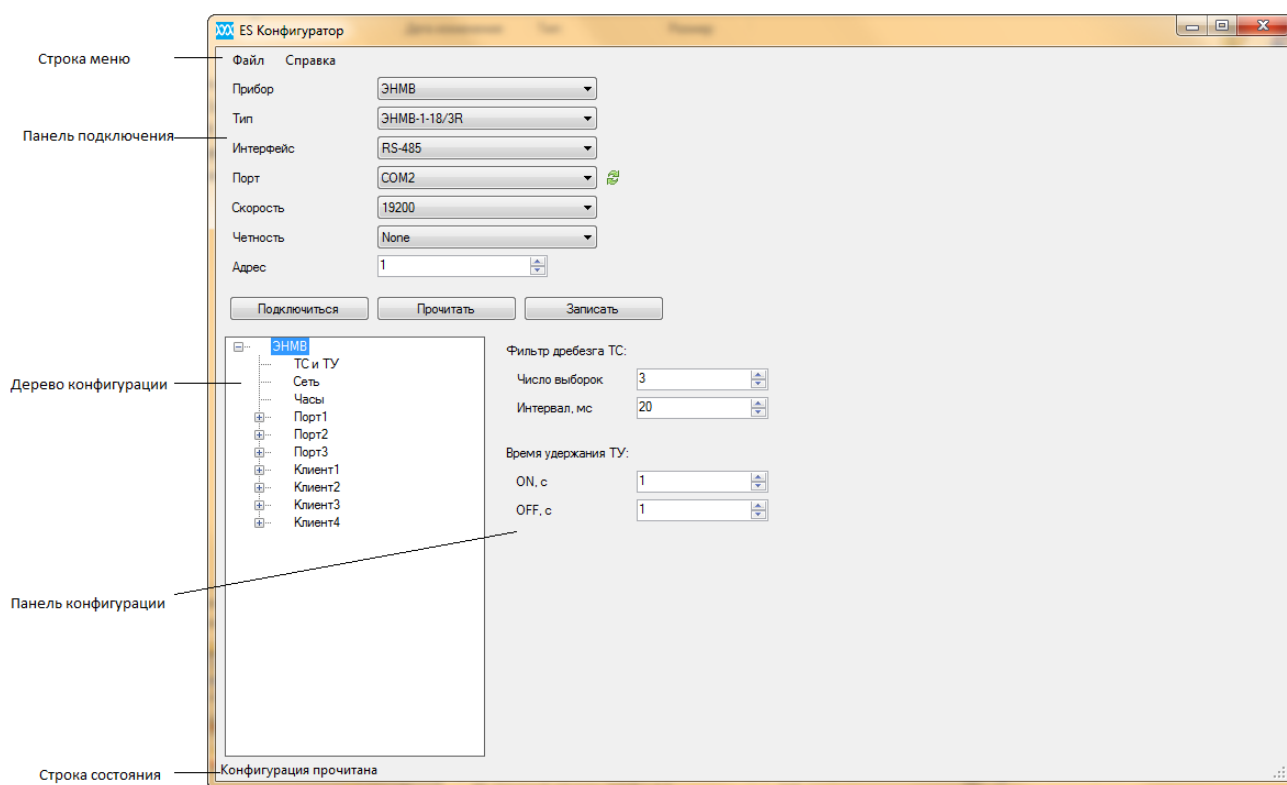 ES Конфигуратор
Строка меню
Файл Справка
Прибор ЭНМВ
Тип ЭНМВ-1-18/3R
Панель подключения
Интерфейс RS-485
Порт COM2
Скорость 19200
Четность None
Адрес 1
Подключиться Прочитать Записать
ЭНМВ
ТС и ТУ
Дерево конфигурации
Сеть
Часы
Порт1
Порт2
Порт3
Клиент1
Клиент2
Клиент3
Клиент4
Фильтр дребезга ТС:
Число выборок 3
Интервал, мс 20
Время удержания ТУ:
ON, с 1
OFF, с 1
Панель конфигурации
Строка состояния
Конфигурация прочитана